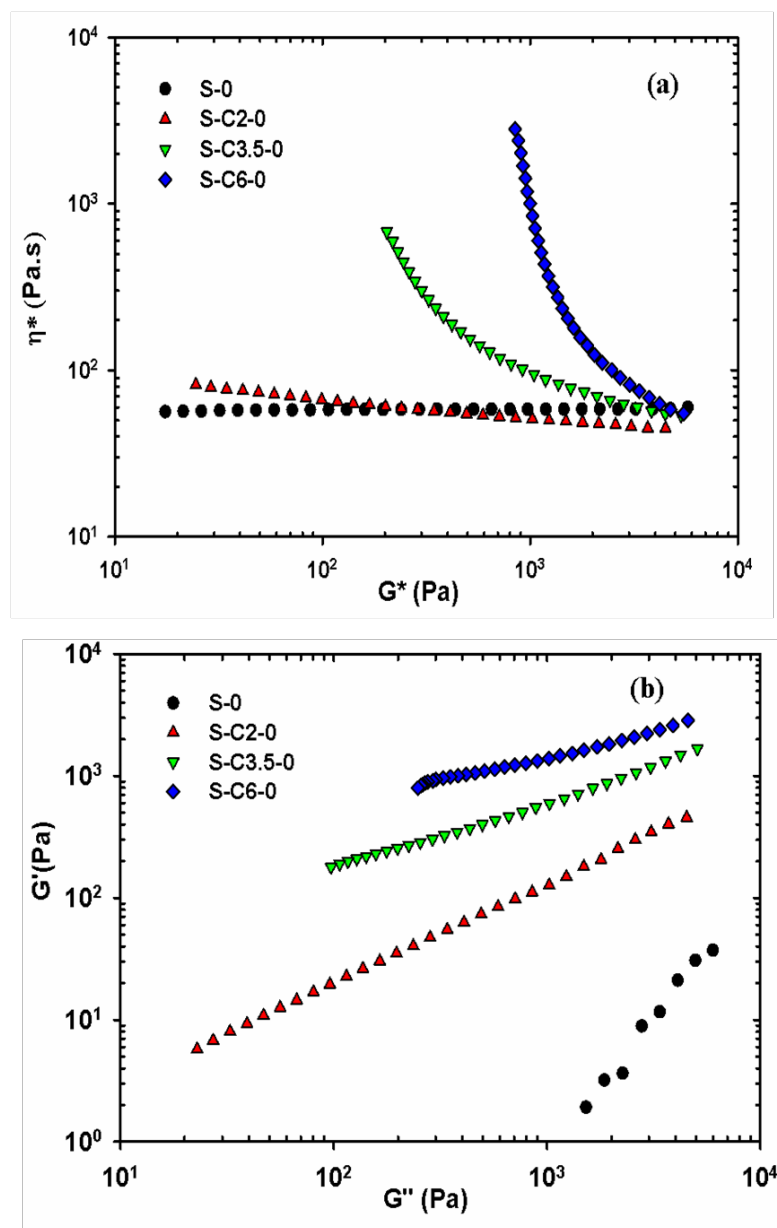 10⁴
(a)
S-0
S-C2-0
S-C3.5-0
S-C6-0
10³
η* (Pa.s)
10²
10¹
10¹ 10² 10³ 10⁴
G* (Pa)
10⁴
(b)
S-0
S-C2-0
S-C3.5-0
S-C6-0
10³
G'(Pa)
10²
10¹
10⁰
10¹ 10² 10³ 10⁴
G" (Pa)